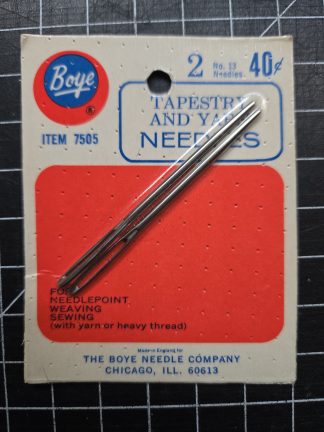 Boye
®
ITEM 7505
2 No. 13 Needles. 40¢
TAPESTRY
AND YARN
NEEDLES
FOR
NEEDLEPOINT
WEAVING
SEWING
(with yarn or heavy thread)
Made in England for
THE BOYE NEEDLE COMPANY
CHICAGO, ILL. 60613